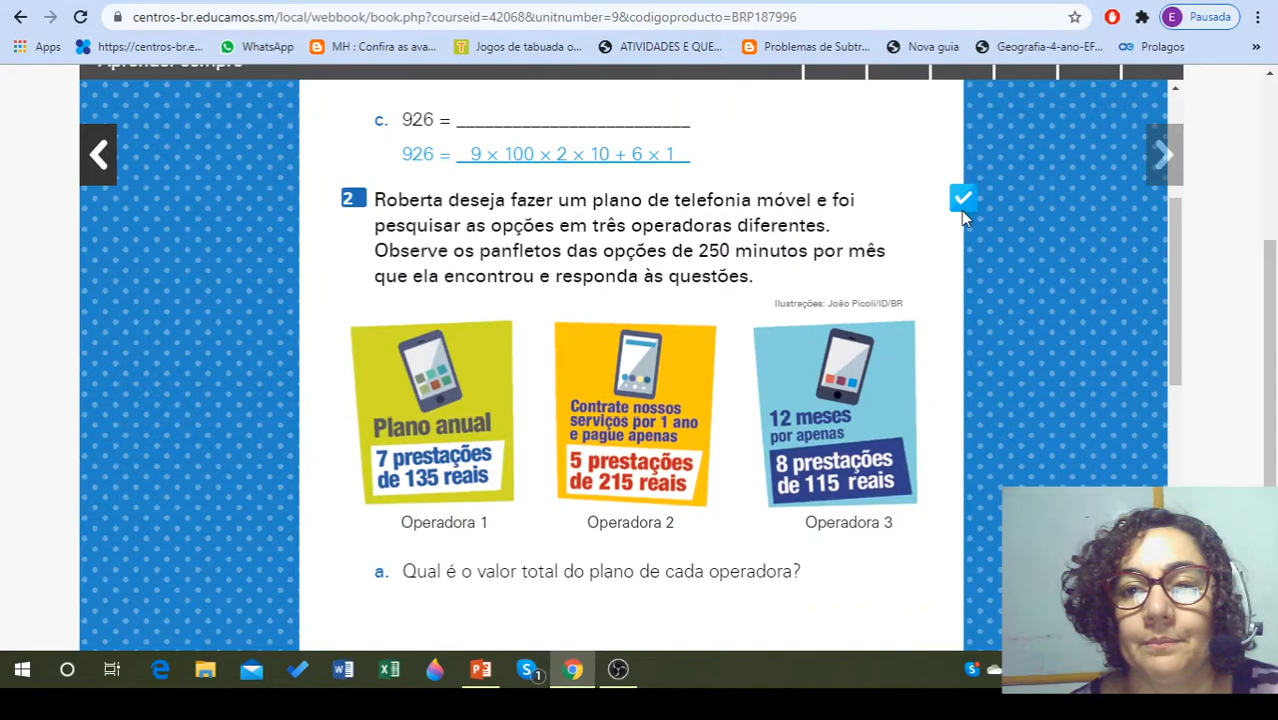 centros-br.educamos.sm/local/webbook/book.php?courseid=42068&unitnumber=9&codigoproducto=BRP187996
E Pausada
Apps https://centros-br.e... WhatsApp MH : Confira as ava... Jogos de tabuada o... ATIVIDADES E QUE... Problemas de Subtr... Nova guia Geografia-4-ano-EF... Prolagos »
Aprender sempre
c. 926 = _________________________
926 = 9 × 100 × 2 × 10 + 6 × 1
2 Roberta deseja fazer um plano de telefonia móvel e foi
pesquisar as opções em três operadoras diferentes.
Observe os panfletos das opções de 250 minutos por mês
que ela encontrou e responda às questões.
Ilustrações: João Picoli/ID/BR
Plano anual
7 prestações
de 135 reais
Operadora 1
Contrate nossos
serviços por 1 ano
e pague apenas
5 prestações
de 215 reais
Operadora 2
12 meses
por apenas
8 prestações
de 115 reais
Operadora 3
a. Qual é o valor total do plano de cada operadora?
1